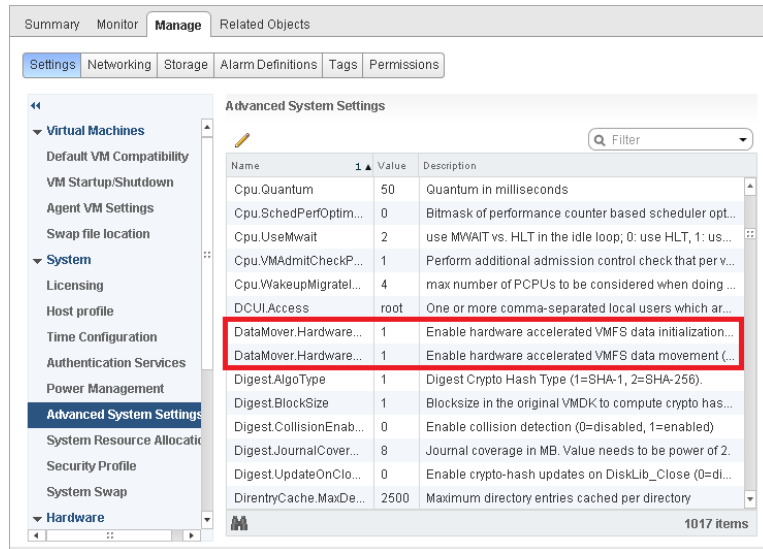 Summary Monitor Manage Related Objects
Settings Networking Storage Alarm Definitions Tags Permissions
Virtual Machines
Default VM Compatibility
VM Startup/Shutdown
Agent VM Settings
Swap file location
System
Licensing
Host profile
Time Configuration
Authentication Services
Power Management
Advanced System Settings
System Resource Allocatic
Security Profile
System Swap
Hardware
Advanced System Settings
Filter
Name 1 Value Description
Cpu.Quantum 50 Quantum in milliseconds
Cpu.SchedPerfOptim... 0 Bitmask of performance counter based scheduler opt...
Cpu.UseMwait 2 use MWAIT vs. HLT in the idle loop; 0: use HLT, 1: us...
Cpu.VMAdmitCheckP... 1 Perform additional admission control check that per v...
Cpu.WakeupMigrateI... 4 max number of PCPUs to be considered when doing ...
DCUI.Access root One or more comma-separated local users which ar...
DataMover.Hardware... 1 Enable hardware accelerated VMFS data initialization...
DataMover.Hardware... 1 Enable hardware accelerated VMFS data movement (...
Digest.AlgoType 1 Digest Crypto Hash Type (1=SHA-1, 2=SHA-256).
Digest.BlockSize 1 Blocksize in the original VMDK to compute crypto has...
Digest.CollisionEnab... 0 Enable collision detection (0=disabled, 1=enabled)
Digest.JournalCover... 8 Journal coverage in MB. Value needs to be power of 2.
Digest.UpdateOnClo... 0 Enable crypto-hash updates on DiskLib_Close (0=di...
DirentryCache.MaxDe... 2500 Maximum directory entries cached per directory
1017 items